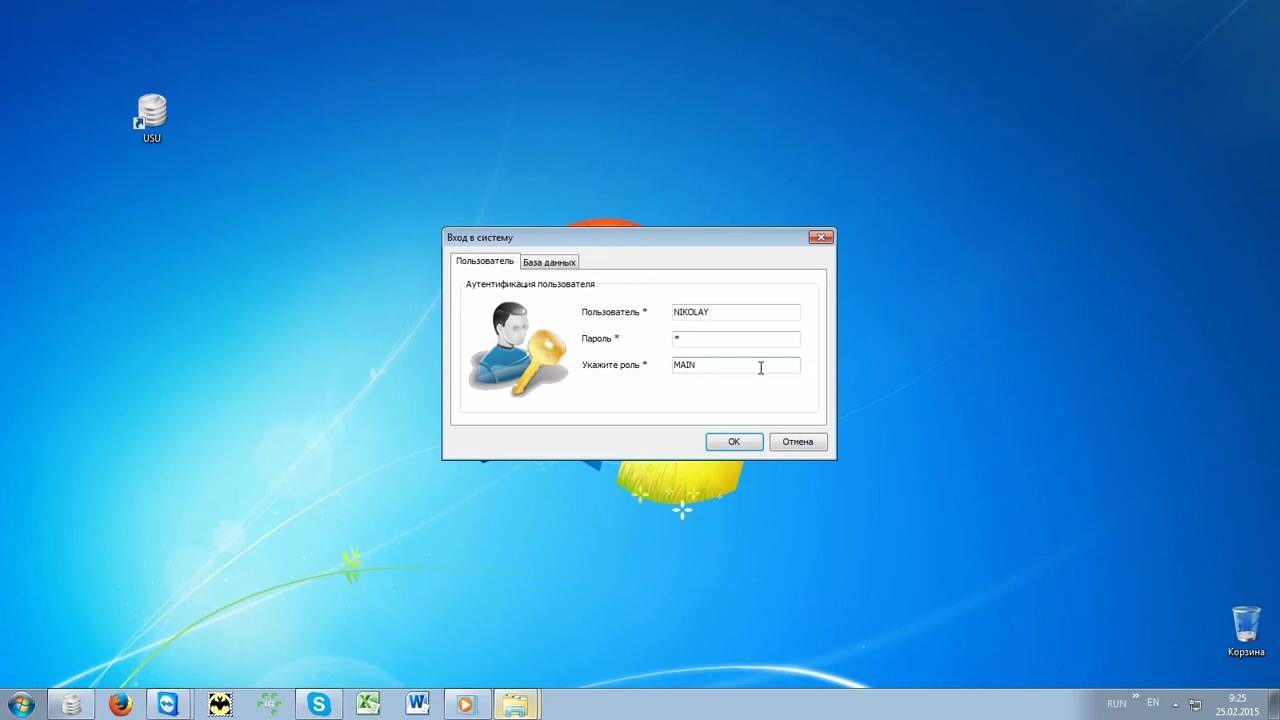 USU
Вход в систему
Пользователь
База данных
Аутентификация пользователя
Пользователь *
NIKOLAY
Пароль *
*
Укажите роль *
MAIN
OK
Отмена
Корзина
RUN
EN
9:25
25.02.2015